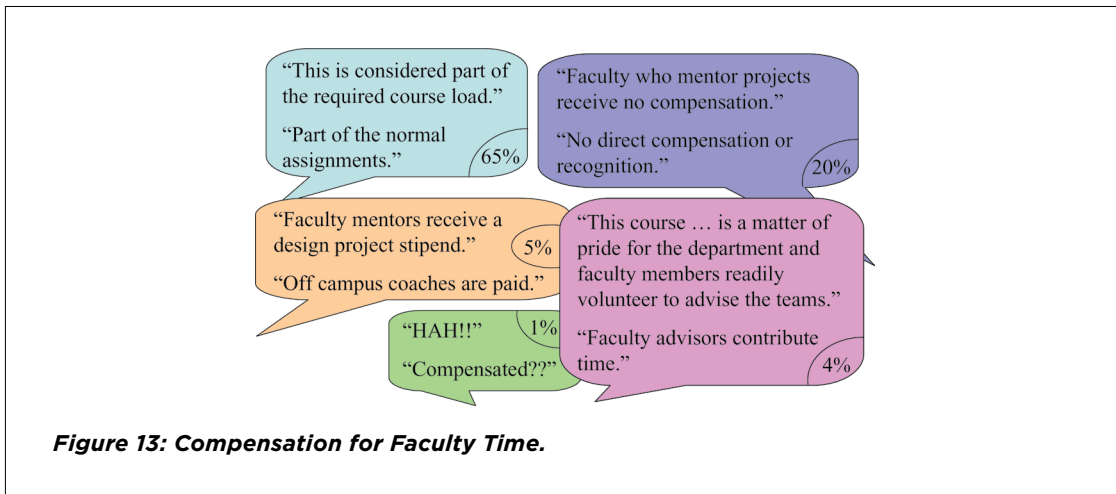 “This is considered part of
the required course load.”
“Part of the normal
assignments.”
65%
“Faculty who mentor projects
receive no compensation.”
“No direct compensation or
recognition.”
20%
“Faculty mentors receive a
design project stipend.”
5%
“Off campus coaches are paid.”
“This course … is a matter of
pride for the department and
faculty members readily
volunteer to advise the teams.”
“Faculty advisors contribute
time.”
4%
“HAH!!”
1%
“Compensated??”
Figure 13: Compensation for Faculty Time.